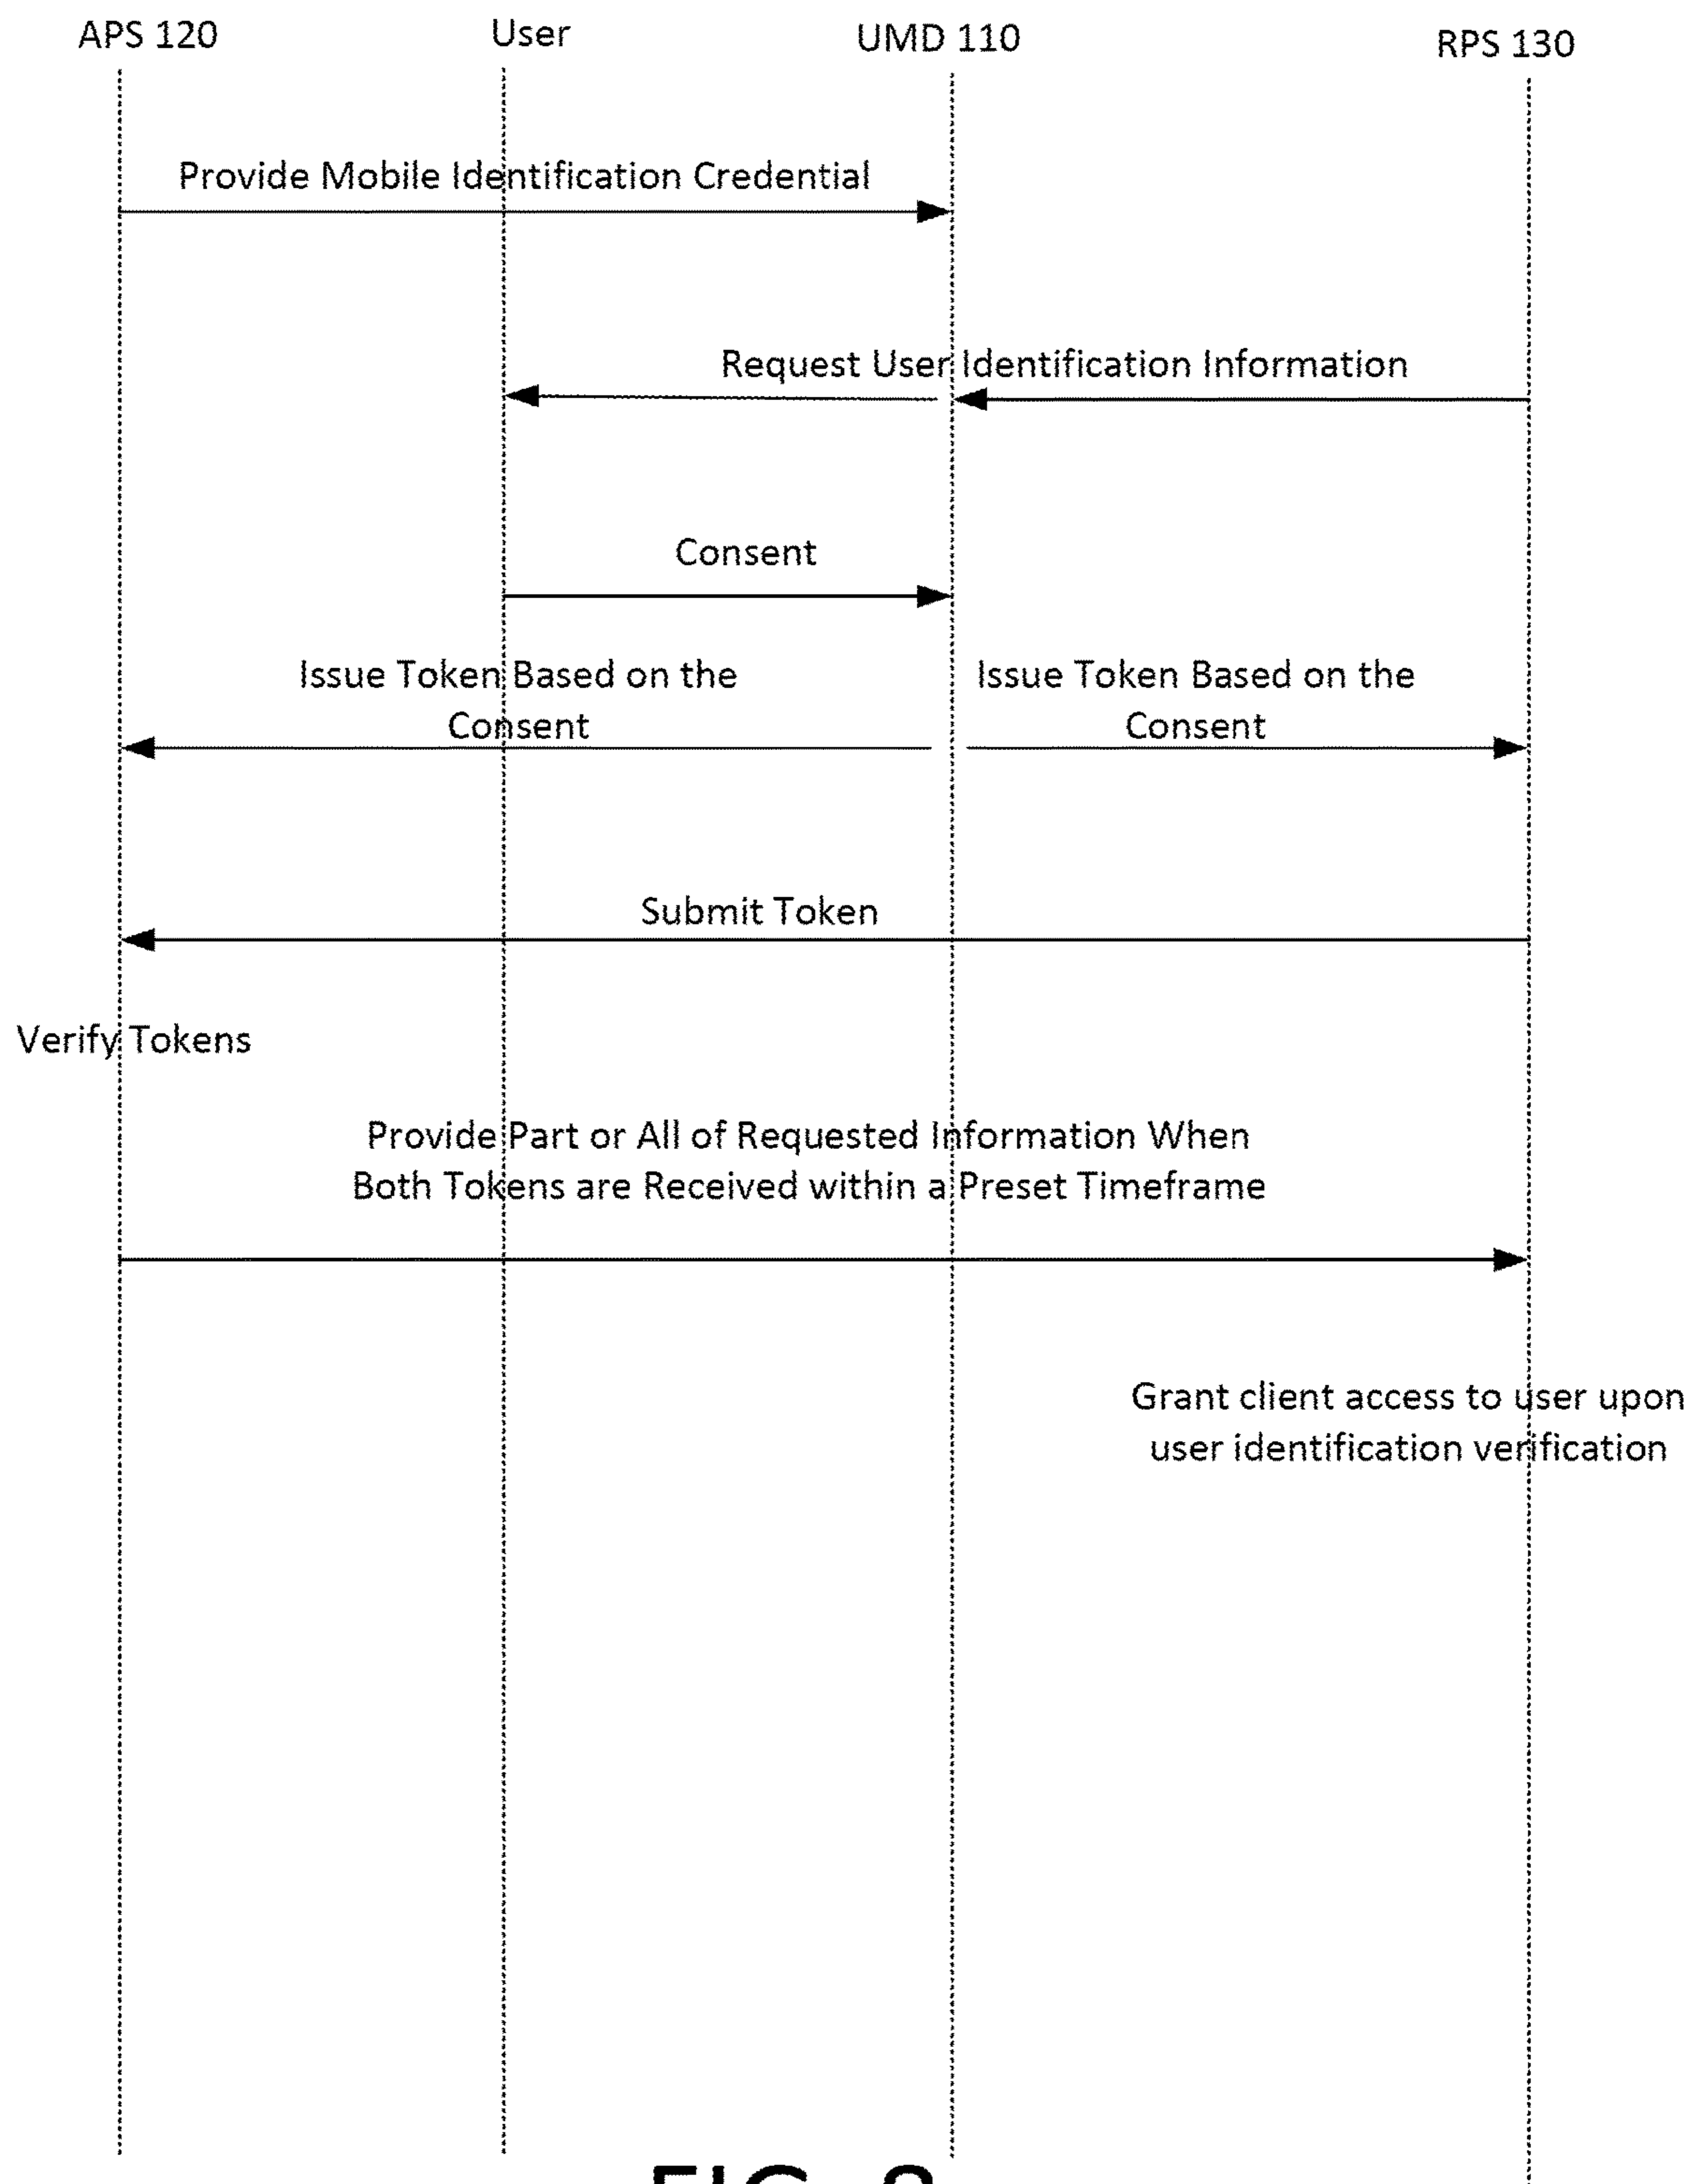 APS 120
User
UMD 110
RPS 130
Provide Mobile Identification Credential
Request User Identification Information
Consent
Issue Token Based on the
Consent
Issue Token Based on the
Consent
Submit Token
Verify Tokens
Provide Part or All of Requested Information When
Both Tokens are Received within a Preset Timeframe
Grant client access to user upon
user identification verification
FIG. 8